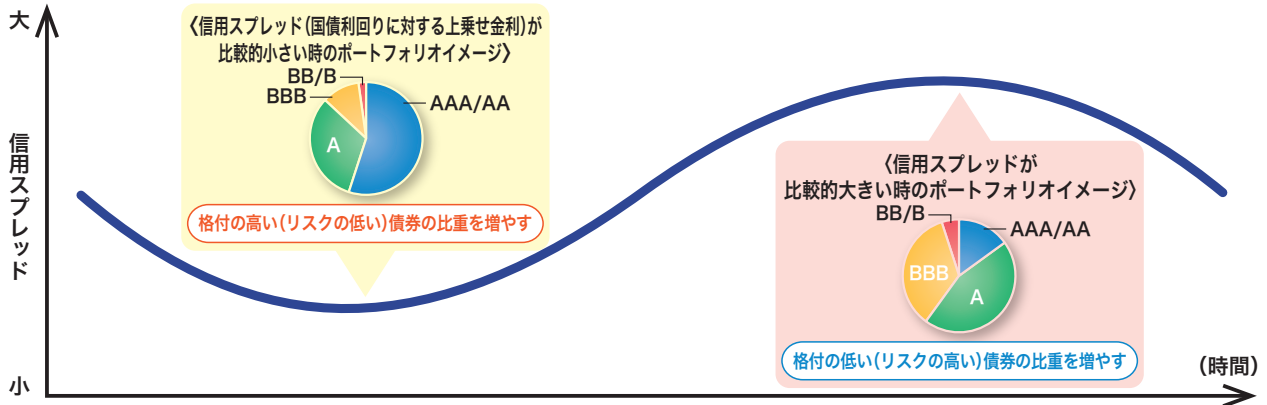 大
信用スプレッド
小
〈信用スプレッド(国債利回りに対する上乗せ金利)が
比較的小さい時のポートフォリオイメージ〉
BB/B
BBB
AAA/AA
A
格付の高い(リスクの低い)債券の比重を増やす
〈信用スプレッドが
比較的大きい時のポートフォリオイメージ〉
BB/B
AAA/AA
BBB
A
格付の低い(リスクの高い)債券の比重を増やす
(時間)